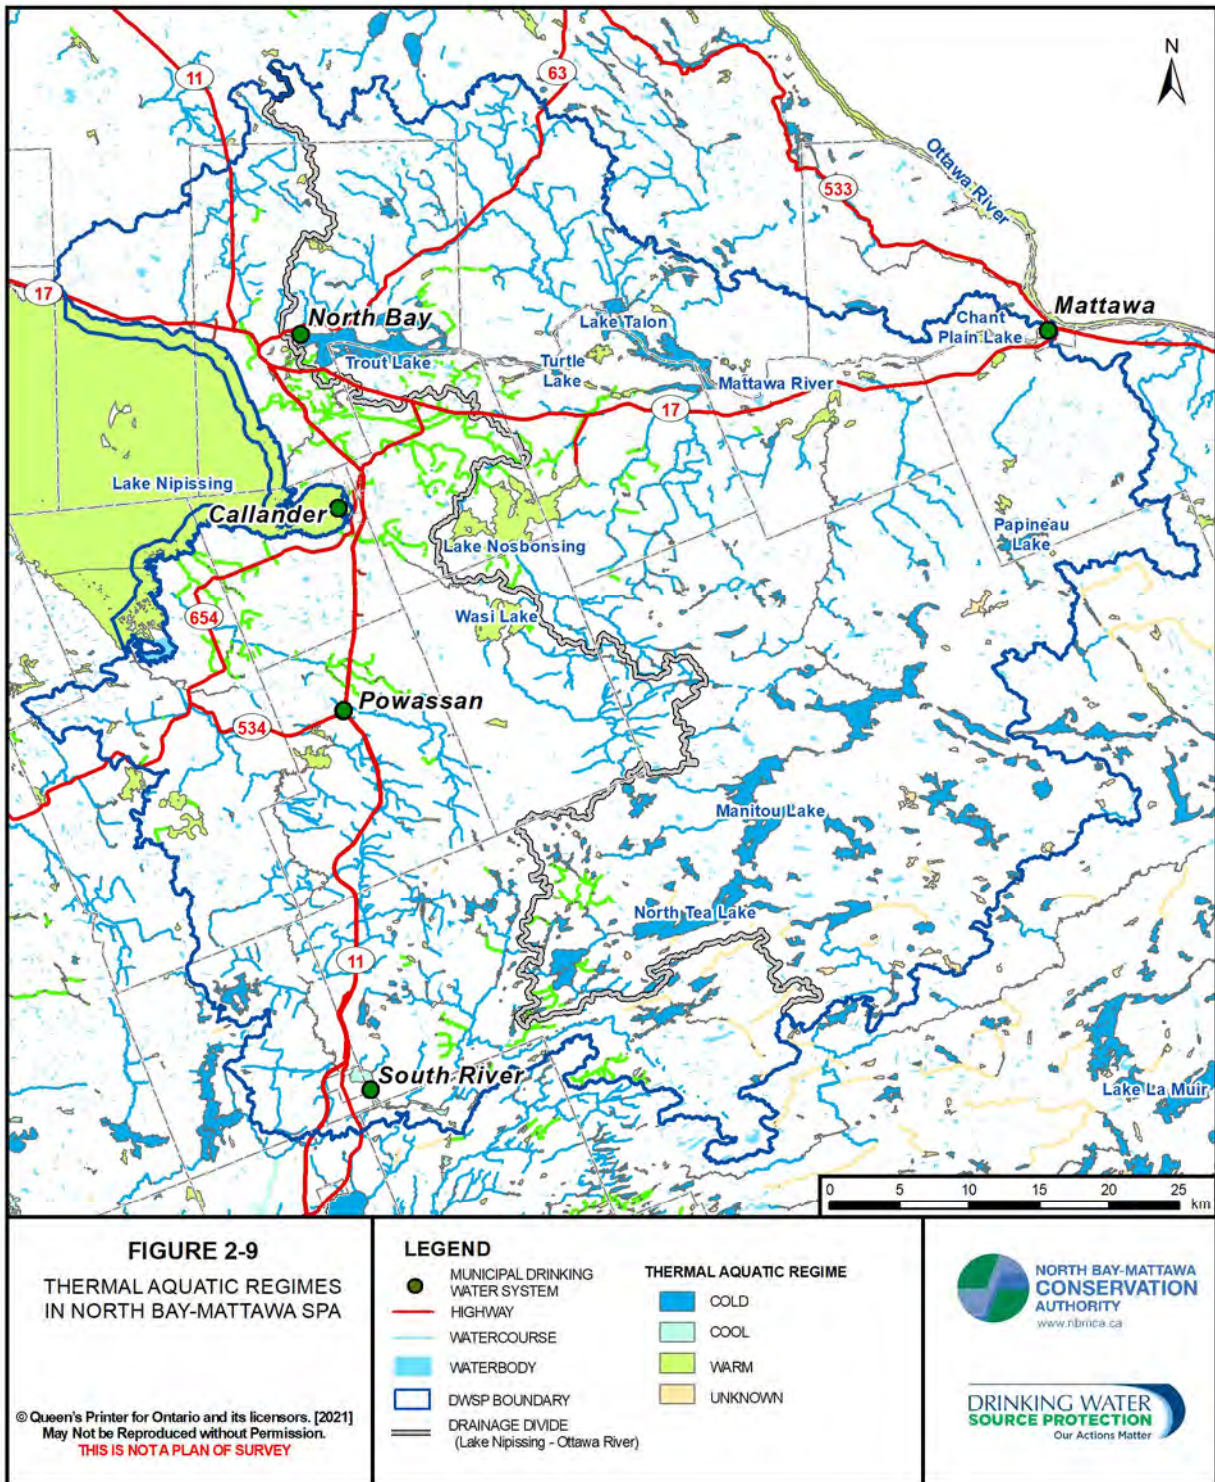 N
11
63
533
Ottawa River
17
North Bay
Trout Lake
Lake Talon
Turtle
Lake
Mattawa River
Chant
Plain Lake
Mattawa
17
Lake Nipissing
Callander
Lake Nosbonsing
Papineau
Lake
654
Wasi Lake
Powassan
534
Manitou Lake
North Tea Lake
11
South River
Lake La Muir
0 5 10 15 20 25
km
FIGURE 2-9
THERMAL AQUATIC REGIMES
IN NORTH BAY-MATTAWA SPA
© Queen's Printer for Ontario and its licensors. [2021]
May Not be Reproduced without Permission.
THIS IS NOT A PLAN OF SURVEY
LEGEND
MUNICIPAL DRINKING
WATER SYSTEM
HIGHWAY
WATERCOURSE
WATERBODY
DWSP BOUNDARY
DRAINAGE DIVIDE
(Lake Nipissing - Ottawa River)
THERMAL AQUATIC REGIME
COLD
COOL
WARM
UNKNOWN
NORTH BAY-MATTAWA
CONSERVATION
AUTHORITY
www.nbmca.ca
DRINKING WATER
SOURCE PROTECTION
Our Actions Matter